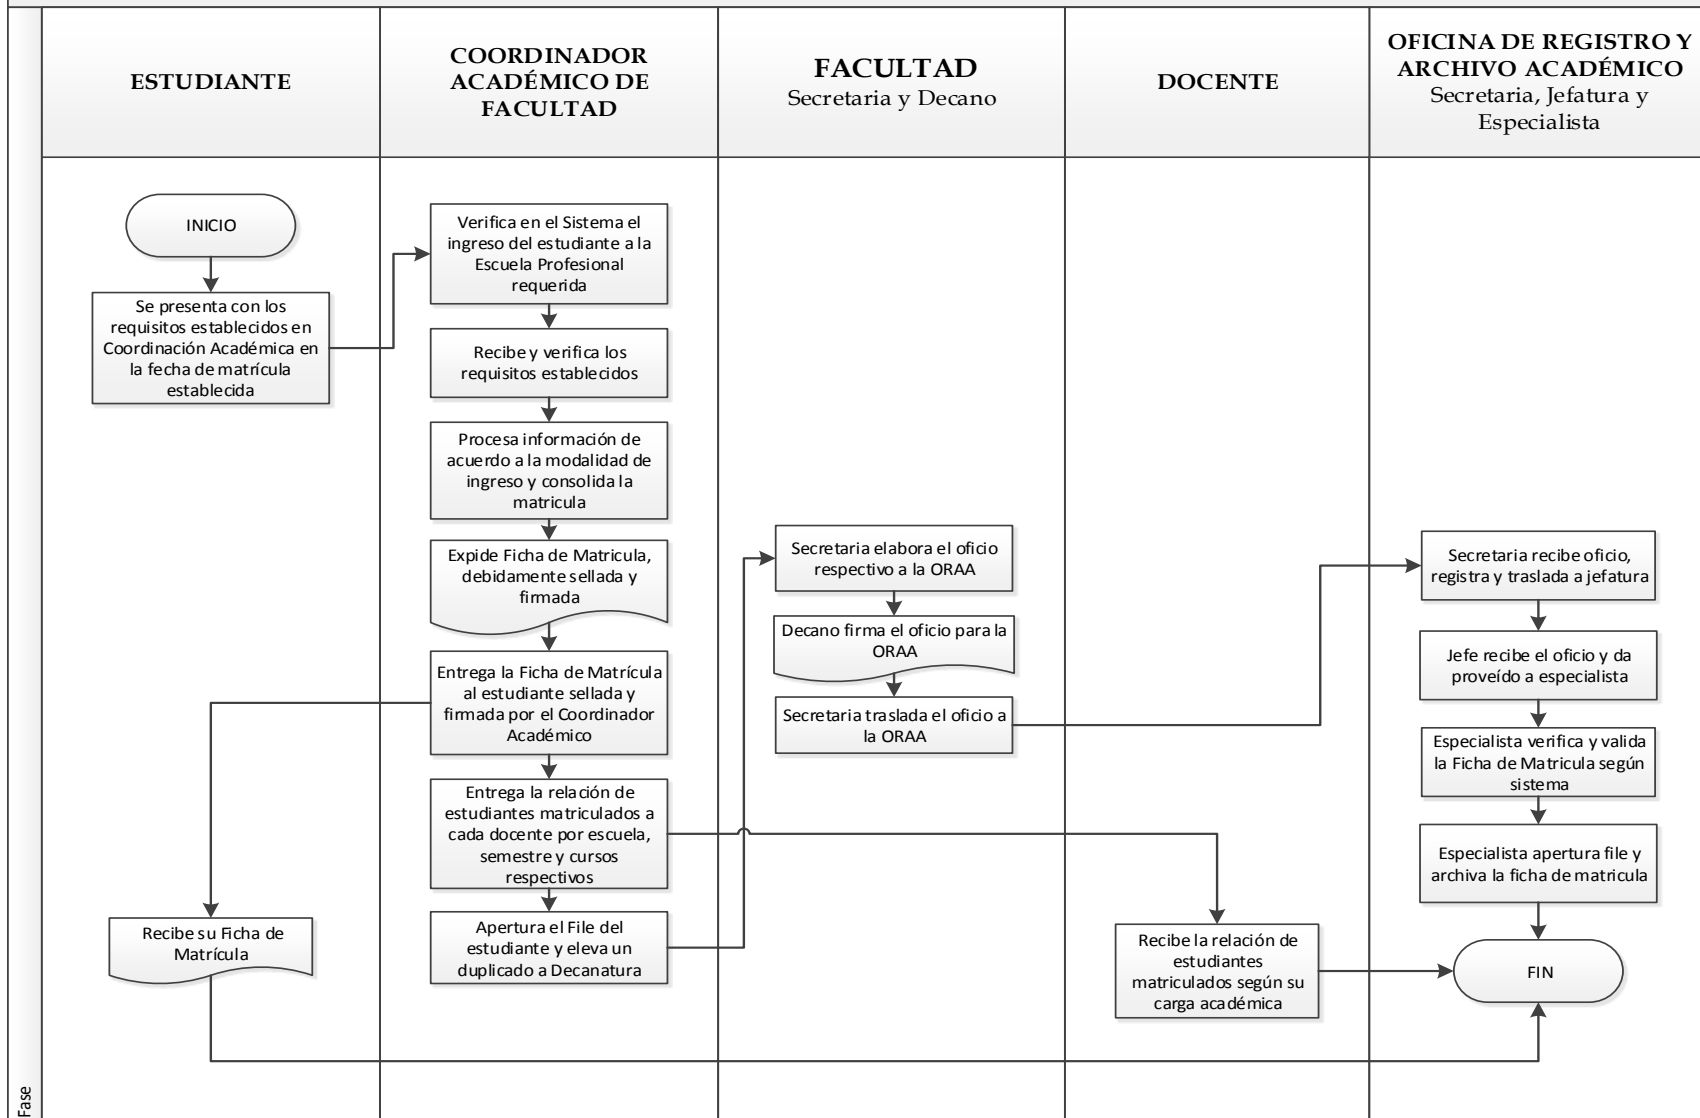 ESTUDIANTE
COORDINADOR
ACADÉMICO DE
FACULTAD
FACULTAD
Secretaria y Decano
DOCENTE
OFICINA DE REGISTRO Y
ARCHIVO ACADÉMICO
Secretaria, Jefatura y
Especialista
INICIO
Se presenta con los
requisitos establecidos en
Coordinación Académica en
la fecha de matrícula
establecida
Recibe su Ficha de
Matrícula
Verifica en el Sistema el
ingreso del estudiante a la
Escuela Profesional
requerida
Recibe y verifica los
requisitos establecidos
Procesa información de
acuerdo a la modalidad de
ingreso y consolida la
matricula
Expide Ficha de Matricula,
debidamente sellada y
firmada
Entrega la Ficha de Matrícula
al estudiante sellada y
firmada por el Coordinador
Académico
Entrega la relación de
estudiantes matriculados a
cada docente por escuela,
semestre y cursos
respectivos
Apertura el File del
estudiante y eleva un
duplicado a Decanatura
Secretaria elabora el oficio
respectivo a la ORAA
Decano firma el oficio para la
ORAA
Secretaria traslada el oficio a
la ORAA
Recibe la relación de
estudiantes
matriculados según su
carga académica
Secretaria recibe oficio,
registra y traslada a jefatura
Jefe recibe el oficio y da
proveído a especialista
Especialista verifica y valida
la Ficha de Matricula según
sistema
Especialista apertura file y
archiva la ficha de matricula
FIN
Fase